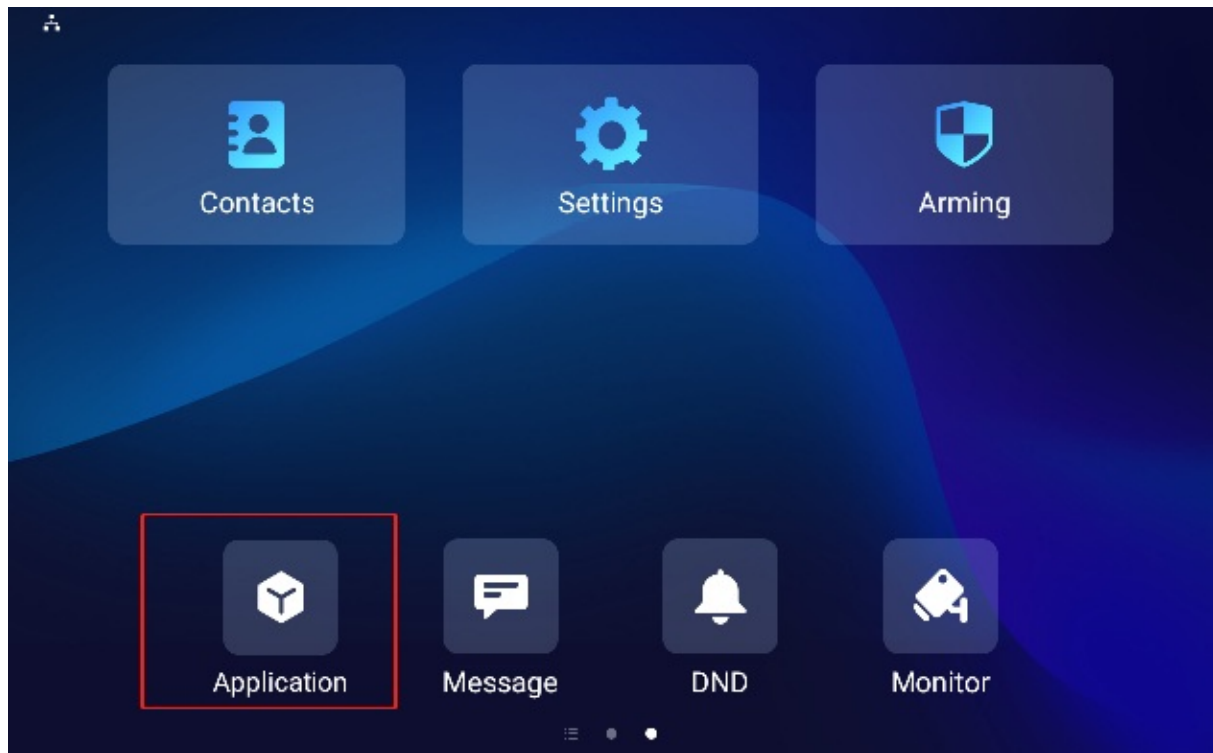 Contacts
Settings
Arming
Application
Message
DND
Monitor